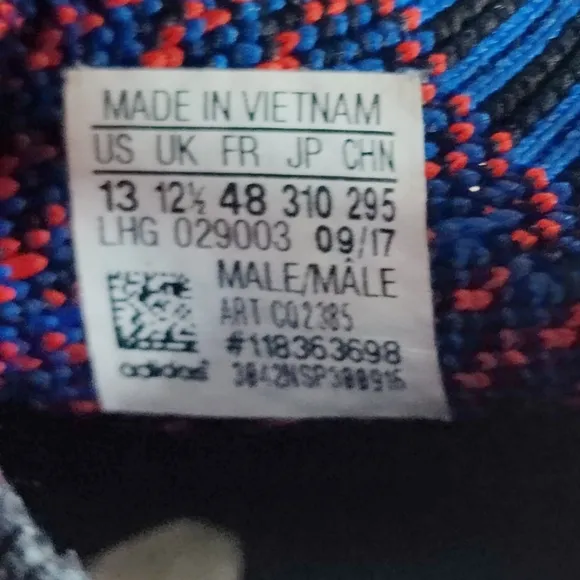 MADE IN VIETNAM
US UK FR JP CHN
13 12½ 48 310 295
LHG 029003 09/17
MALE/MÂLE
ART CQ2385
#118363698
adidas